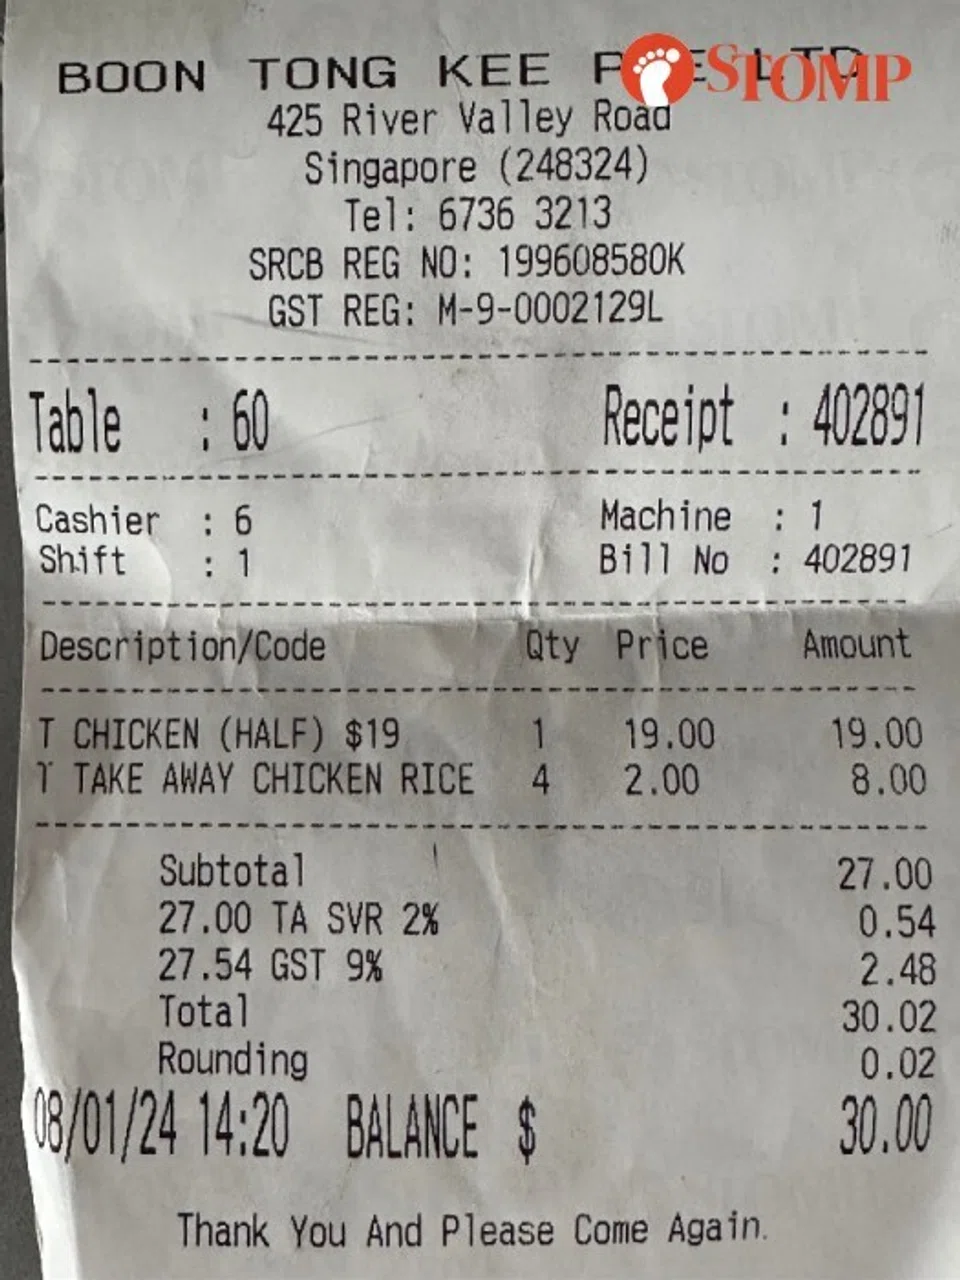 BOON TONG KEE PTE LTD
STOMP
425 River Valley Road
Singapore (248324)
Tel: 6736 3213
SRCB REG NO: 199608580K
GST REG: M-9-0002129L
Table : 60 Receipt : 402891
Cashier : 6 Machine : 1
Shift : 1 Bill No : 402891
Description/Code Qty Price Amount
T CHICKEN (HALF) $19 1 19.00 19.00
T TAKE AWAY CHICKEN RICE 4 2.00 8.00
Subtotal 27.00
27.00 TA SVR 2% 0.54
27.54 GST 9% 2.48
Total 30.02
Rounding 0.02
08/01/24 14:20 BALANCE $ 30.00
Thank You And Please Come Again.